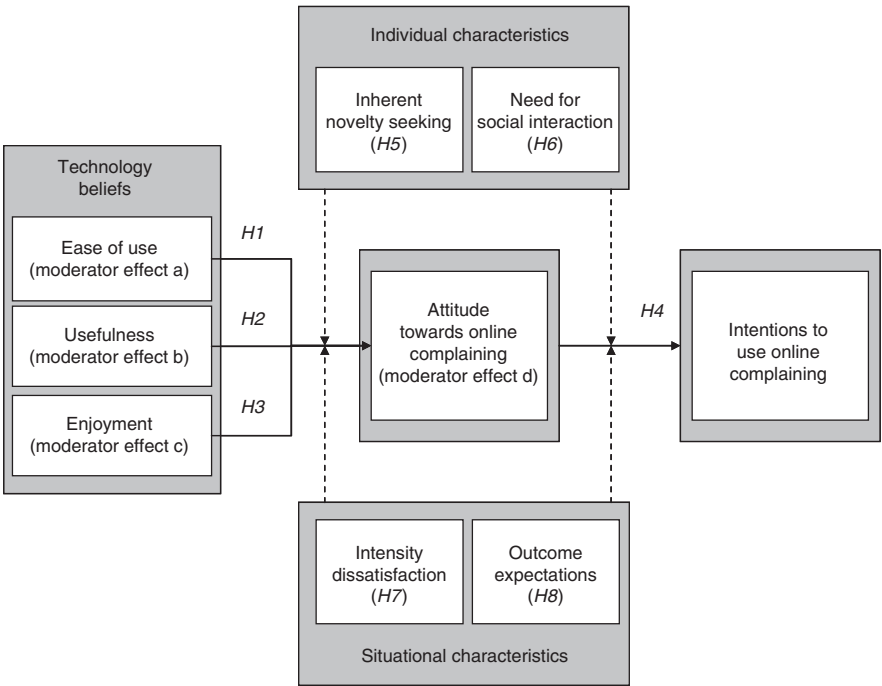 Individual characteristics
Inherent
novelty seeking
(H5)
Need for
social interaction
(H6)
Technology
beliefs
Ease of use
(moderator effect a)
Usefulness
(moderator effect b)
Enjoyment
(moderator effect c)
H1
H2
H3
Attitude
towards online
complaining
(moderator effect d)
H4
Intentions to
use online
complaining
Intensity
dissatisfaction
(H7)
Outcome
expectations
(H8)
Situational characteristics